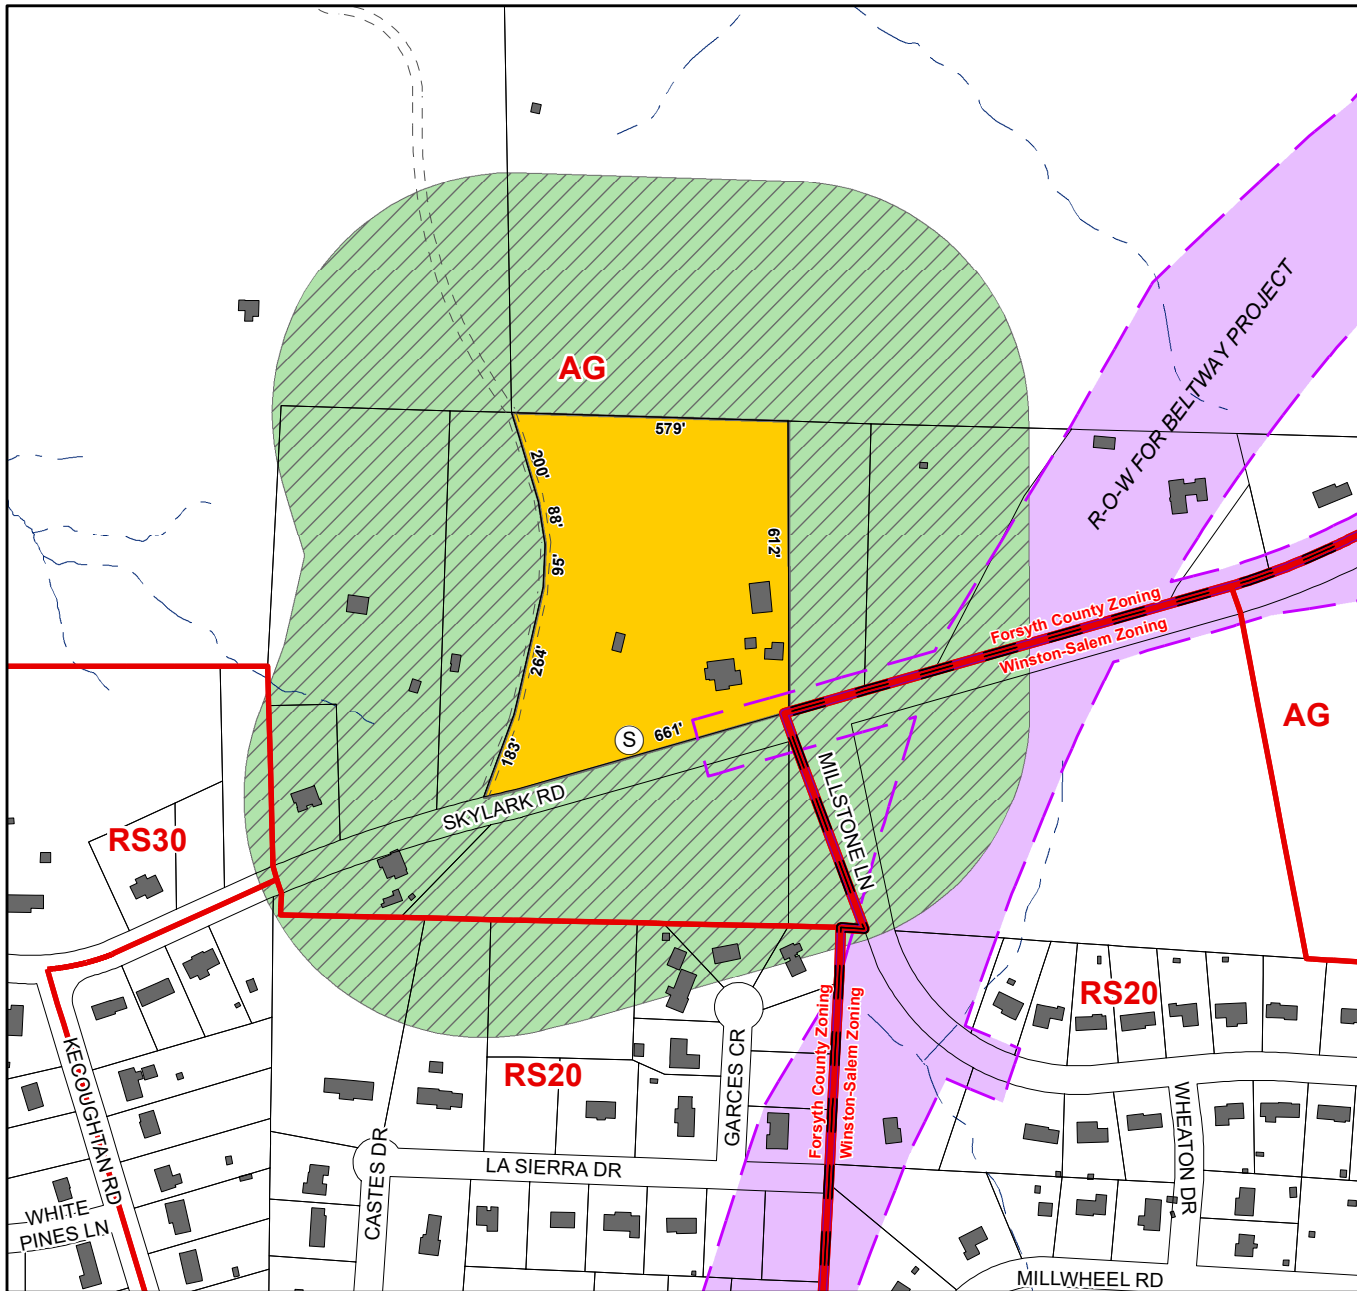 AG
579'
200'
88'
95'
612'
264'
183'
661'
S
R-O-W FOR BELTWAY PROJECT
Forsyth County Zoning
Winston-Salem Zoning
AG
SKYLARK RD
MILLSTONE LN
RS30
RS20
RS20
KECOUGHTAN RD
WHITE
PINES LN
CASTES DR
LA SIERRA DR
GARCES CR
Forsyth County Zoning
Winston-Salem Zoning
WHEATON DR
MILLWHEEL RD